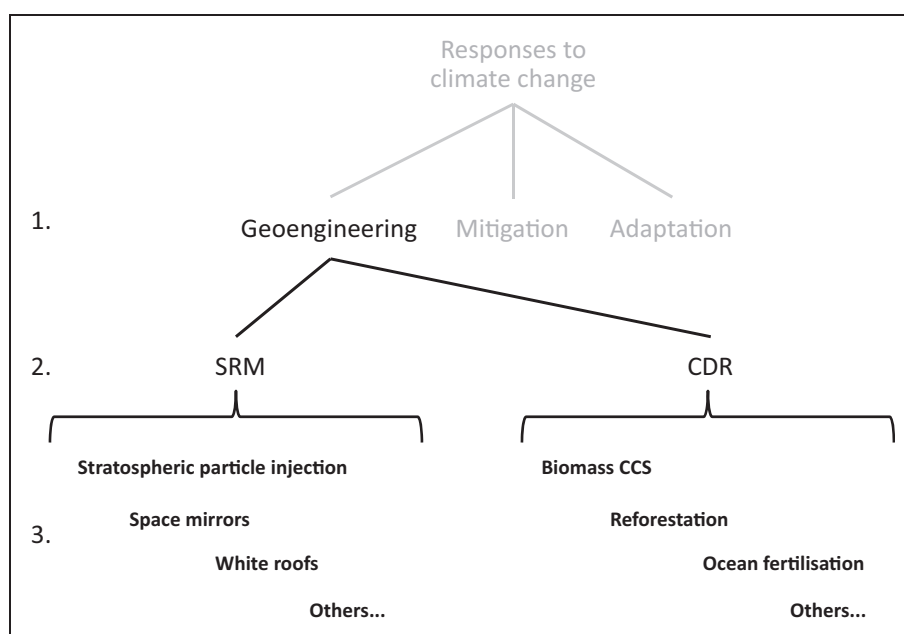 Responses to
climate change
1.
Geoengineering Mitigation Adaptation
2.
SRM CDR
Stratospheric particle injection Biomass CCS
Space mirrors Reforestation
3.
White roofs Ocean fertilisation
Others... Others...